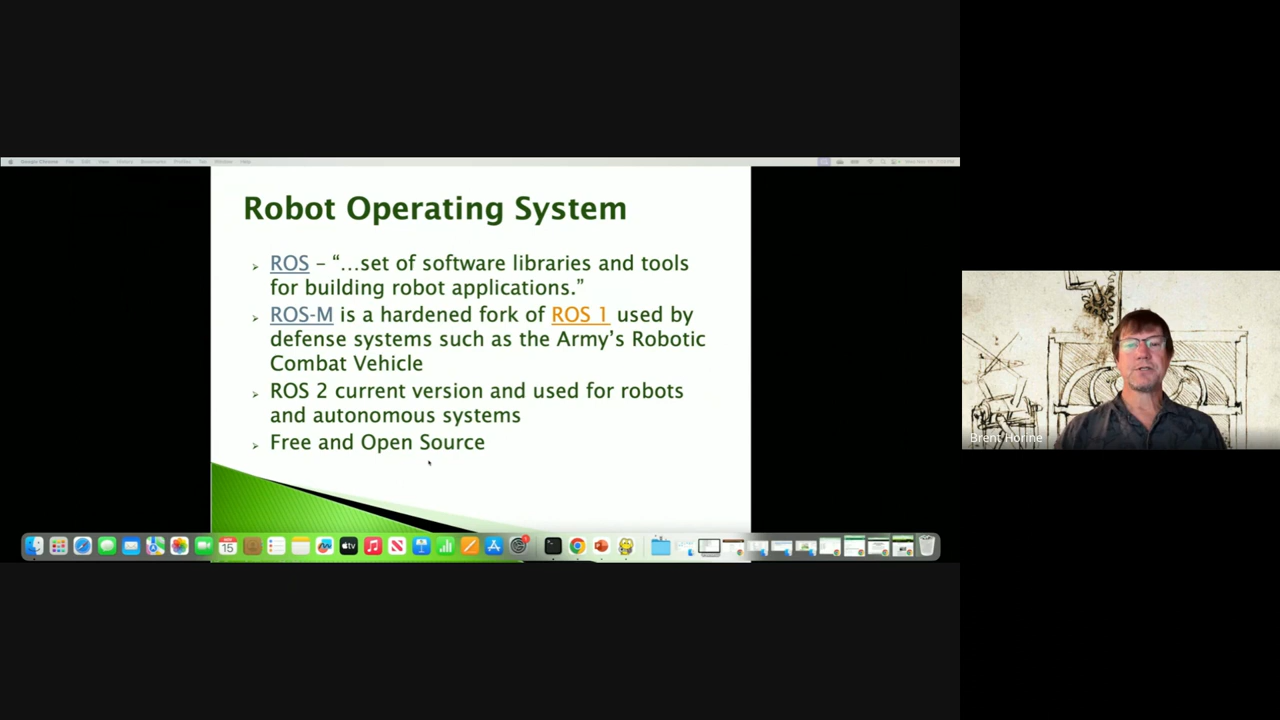 Robot Operating System
ROS – “…set of software libraries and tools
for building robot applications.”
ROS-M is a hardened fork of ROS 1 used by
defense systems such as the Army’s Robotic
Combat Vehicle
ROS 2 current version and used for robots
and autonomous systems
Free and Open Source
Brent Horine
15
tv